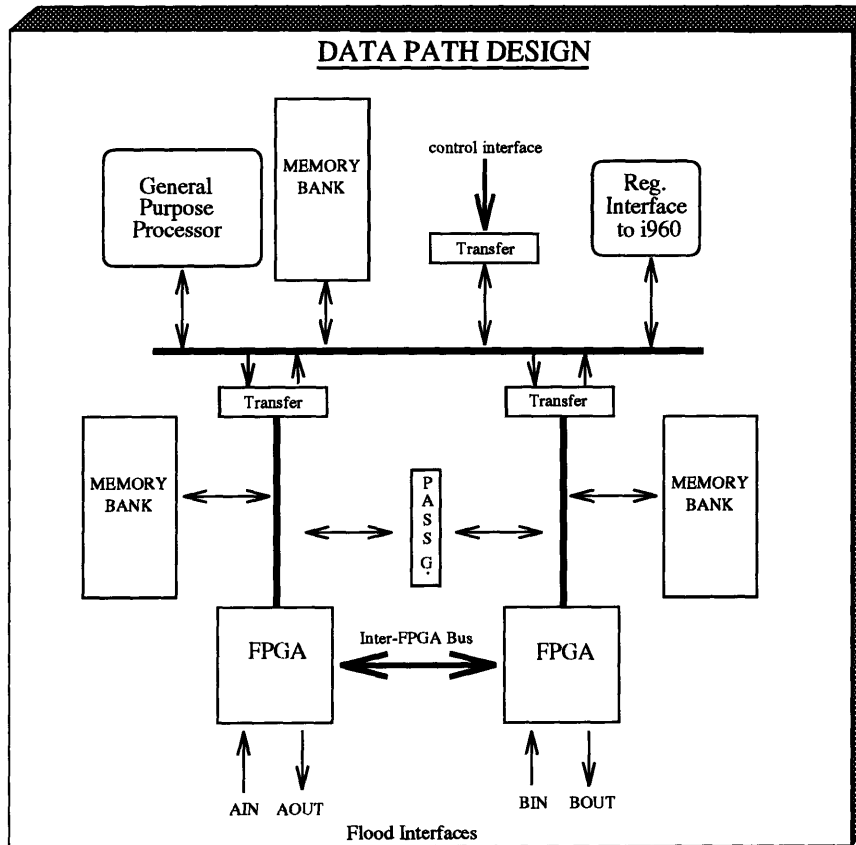 DATA PATH DESIGN
General
Purpose
Processor
MEMORY
BANK
control interface
Transfer
Reg.
Interface
to i960
Transfer
Transfer
MEMORY
BANK
P
A
S
S
G.
MEMORY
BANK
FPGA
Inter-FPGA Bus
FPGA
AIN
AOUT
BIN
BOUT
Flood Interfaces